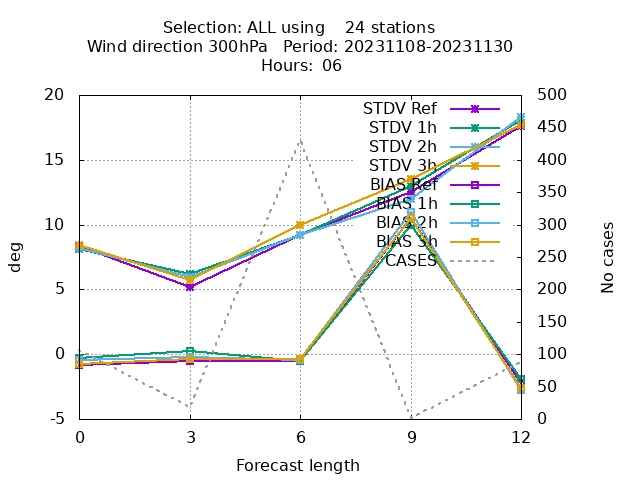 Selection: ALL using    24 stations
Wind direction 300hPa   Period: 20231108-20231130
Hours: 06
deg
20
15
10
5
0
-5
STDV Ref
STDV 1h
STDV 2h
STDV 3h
BIAS Ref
BIAS 1h
BIAS 2h
BIAS 3h
CASES
500
450
400
350
300
250
200
150
100
50
0
No cases
0 3 6 9 12
Forecast length